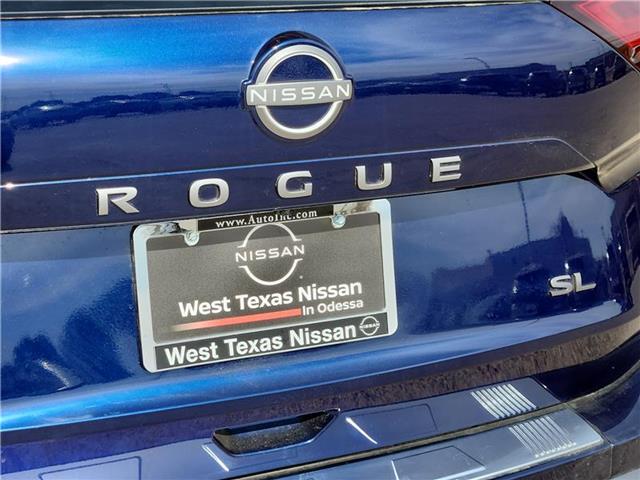 NISSAN
ROGUE
www.AutoInc.com
NISSAN
West Texas Nissan
In Odessa
West Texas Nissan
SL